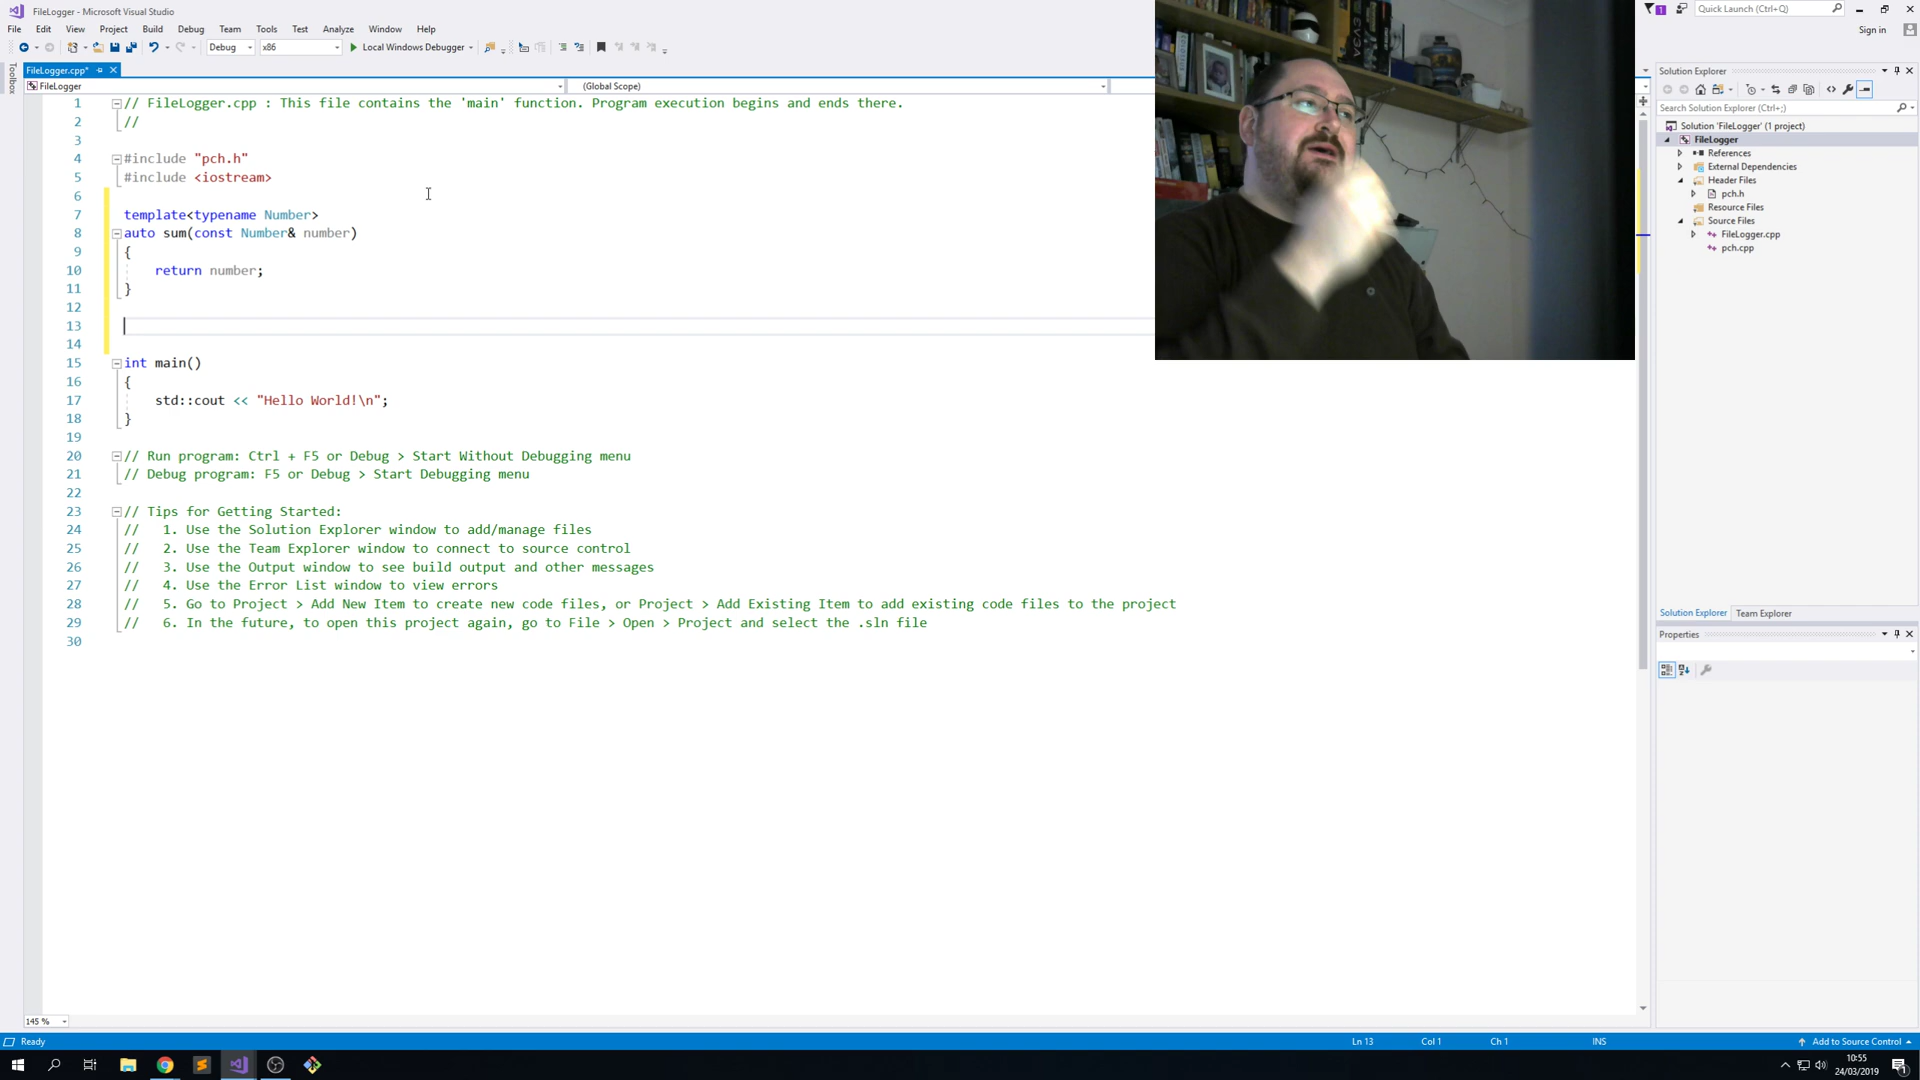 FileLogger - Microsoft Visual Studio
Quick Launch (Ctrl+Q)
File Edit View Project Build Debug Team Tools Test Analyze Window Help
Sign in
Debug x86 Local Windows Debugger
Toolbox
FileLogger.cpp*
FileLogger (Global Scope)
1 // FileLogger.cpp : This file contains the 'main' function. Program execution begins and ends there.
2 //
3
4 #include "pch.h"
5 #include <iostream>
6
7 template<typename Number>
8 auto sum(const Number& number)
9 {
10 return number;
11 }
12
13
14
15 int main()
16 {
17 std::cout << "Hello World!\n";
18 }
19
20 // Run program: Ctrl + F5 or Debug > Start Without Debugging menu
21 // Debug program: F5 or Debug > Start Debugging menu
22
23 // Tips for Getting Started:
24 // 1. Use the Solution Explorer window to add/manage files
25 // 2. Use the Team Explorer window to connect to source control
26 // 3. Use the Output window to see build output and other messages
27 // 4. Use the Error List window to view errors
28 // 5. Go to Project > Add New Item to create new code files, or Project > Add Existing Item to add existing code files to the project
29 // 6. In the future, to open this project again, go to File > Open > Project and select the .sln file
30
Solution Explorer
Search Solution Explorer (Ctrl+;)
Solution 'FileLogger' (1 project)
FileLogger
References
External Dependencies
Header Files
pch.h
Resource Files
Source Files
FileLogger.cpp
pch.cpp
Solution Explorer Team Explorer
Properties
145 %
Ready Ln 13 Col 1 Ch 1 INS Add to Source Control
10:55
24/03/2019